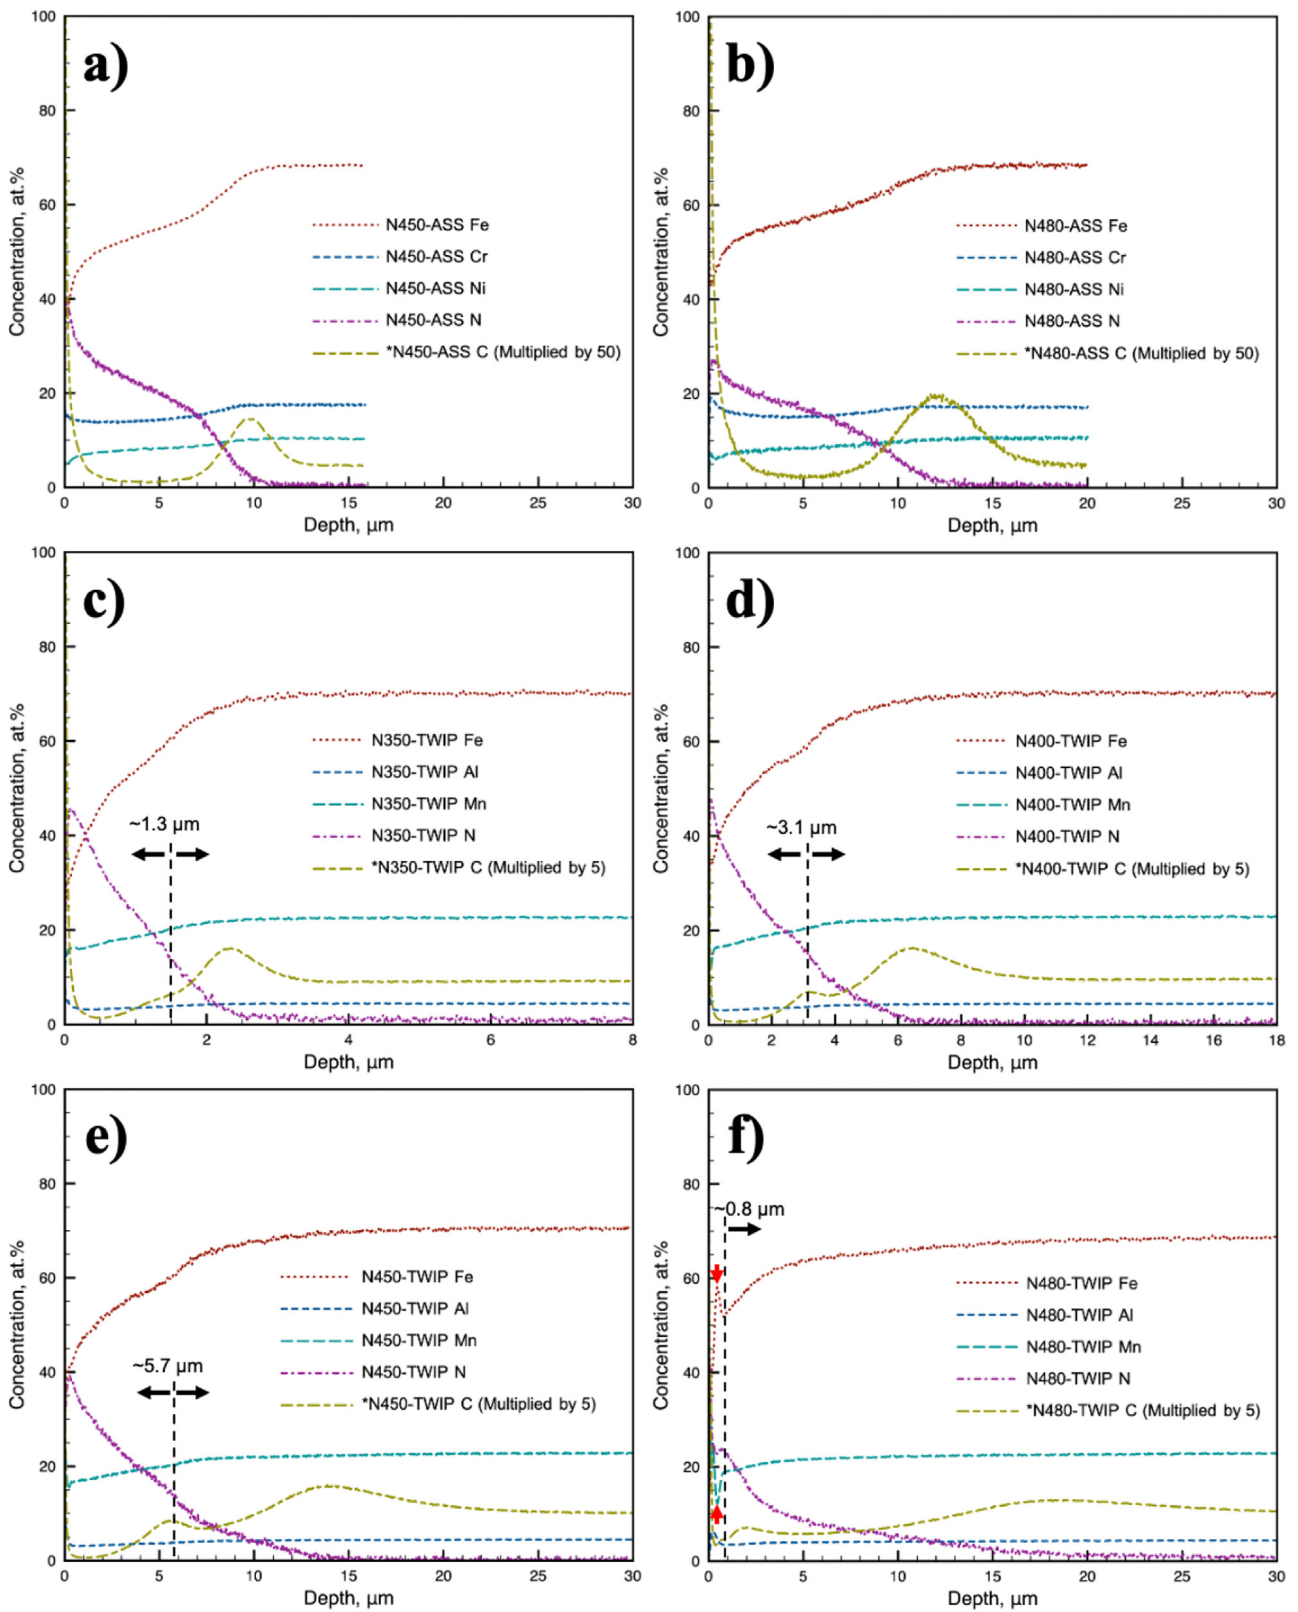 a)
Concentration, at.%
100
80
60
40
20
0
N450-ASS Fe
N450-ASS Cr
N450-ASS Ni
N450-ASS N
*N450-ASS C (Multiplied by 50)
0 5 10 15 20 25 30
Depth, μm
b)
Concentration, at.%
100
80
60
40
20
0
N480-ASS Fe
N480-ASS Cr
N480-ASS Ni
N480-ASS N
*N480-ASS C (Multiplied by 50)
0 5 10 15 20 25 30
Depth, μm
c)
Concentration, at.%
100
80
60
40
20
0
N350-TWIP Fe
N350-TWIP Al
N350-TWIP Mn
N350-TWIP N
*N350-TWIP C (Multiplied by 5)
~1.3 μm
0 2 4 6 8
Depth, μm
d)
Concentration, at.%
100
80
60
40
20
0
N400-TWIP Fe
N400-TWIP Al
N400-TWIP Mn
N400-TWIP N
*N400-TWIP C (Multiplied by 5)
~3.1 μm
0 2 4 6 8 10 12 14 16 18
Depth, μm
e)
Concentration, at.%
100
80
60
40
20
0
N450-TWIP Fe
N450-TWIP Al
N450-TWIP Mn
N450-TWIP N
*N450-TWIP C (Multiplied by 5)
~5.7 μm
0 5 10 15 20 25 30
Depth, μm
f)
Concentration, at.%
100
80
60
40
20
0
~0.8 μm
N480-TWIP Fe
N480-TWIP Al
N480-TWIP Mn
N480-TWIP N
*N480-TWIP C (Multiplied by 5)
0 5 10 15 20 25 30
Depth, μm